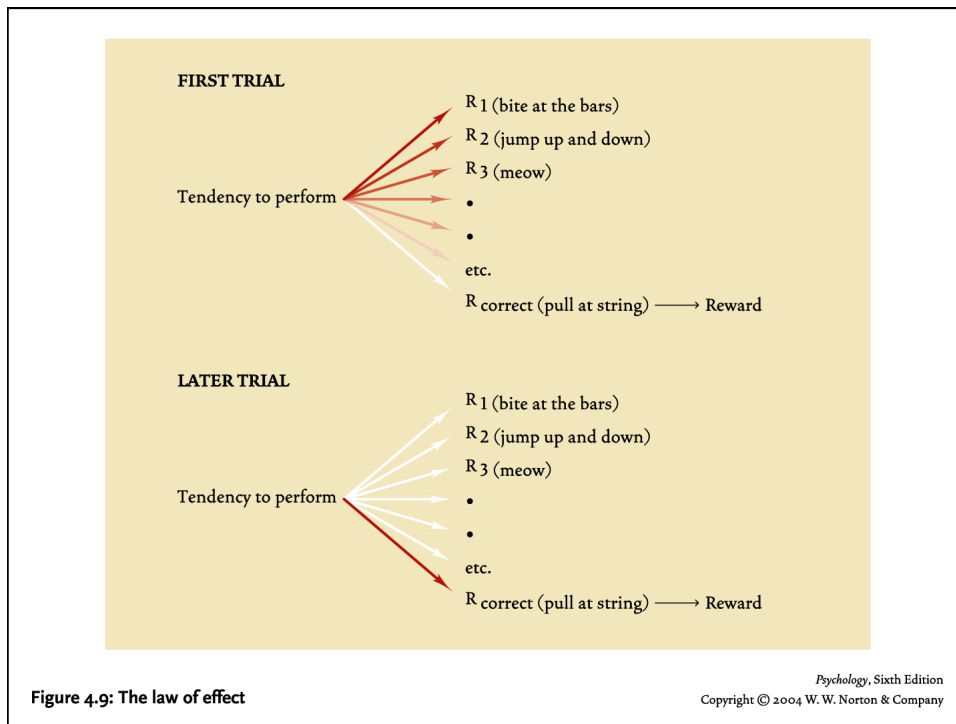 FIRST TRIAL
R1 (bite at the bars)
R2 (jump up and down)
R3 (meow)
Tendency to perform
•
•
etc.
R correct (pull at string) ⟶ Reward
LATER TRIAL
R1 (bite at the bars)
R2 (jump up and down)
R3 (meow)
Tendency to perform
•
•
etc.
R correct (pull at string) ⟶ Reward
Figure 4.9: The law of effect
Psychology, Sixth Edition
Copyright © 2004 W. W. Norton & Company